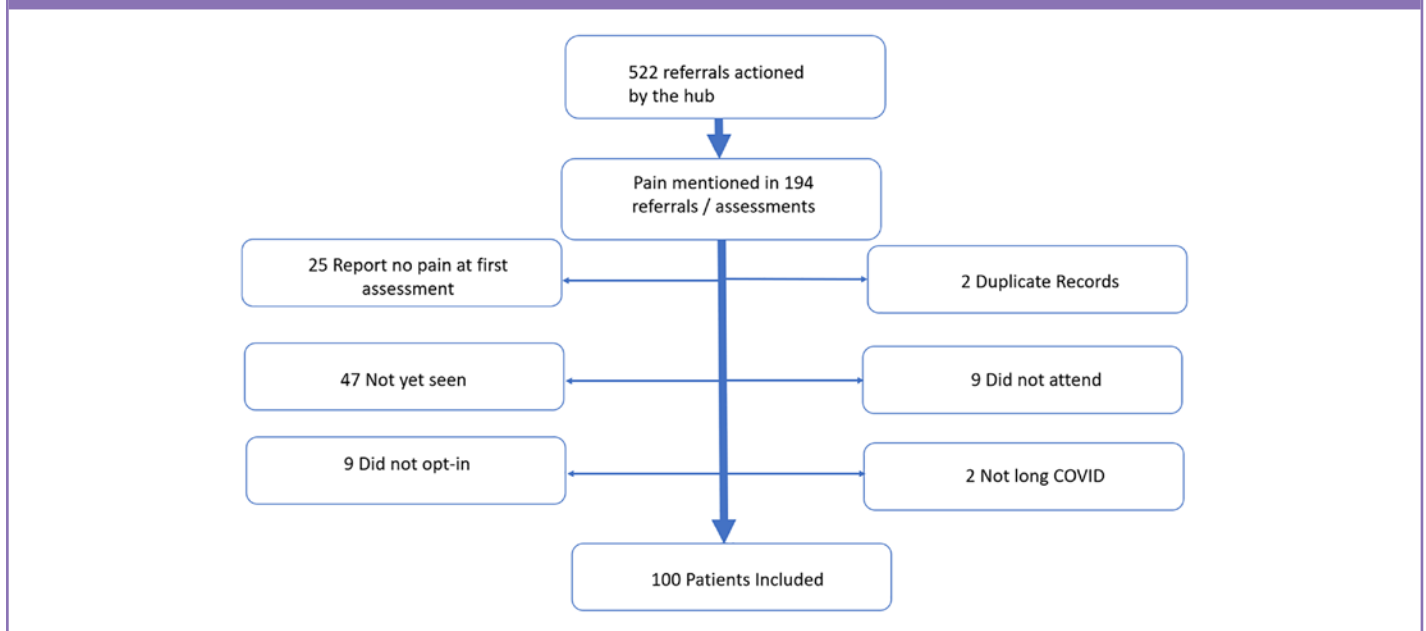 522 referrals actioned
by the hub
Pain mentioned in 194
referrals / assessments
25 Report no pain at first
assessment
2 Duplicate Records
47 Not yet seen
9 Did not attend
9 Did not opt-in
2 Not long COVID
100 Patients Included